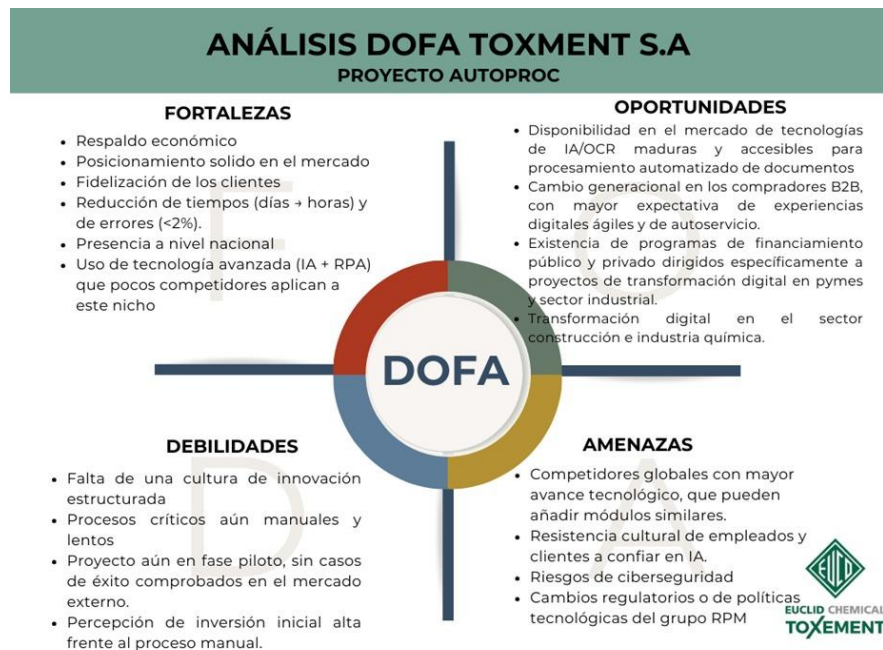 ANÁLISIS DOFA TOXMENT S.A
PROYECTO AUTOPROC
FORTALEZAS
• Respaldo económico
• Posicionamiento solido en el mercado
• Fidelización de los clientes
• Reducción de tiempos (días → horas) y
de errores (<2%).
• Presencia a nivel nacional
• Uso de tecnología avanzada (IA + RPA)
que pocos competidores aplican a
este nicho
F
OPORTUNIDADES
• Disponibilidad en el mercado de tecnologías
de IA/OCR maduras y accesibles para
procesamiento automatizado de documentos
• Cambio generacional en los compradores B2B,
con mayor expectativa de experiencias
digitales ágiles y de autoservicio.
• Existencia de programas de financiamiento
público y privado dirigidos específicamente a
proyectos de transformación digital en pymes
y sector industrial.
• Transformación digital en el sector
construcción e industria química.
O
DOFA
DEBILIDADES
• Falta de una cultura de innovación
estructurada
• Procesos críticos aún manuales y
lentos
• Proyecto aún en fase piloto, sin casos
de éxito comprobados en el mercado
externo.
• Percepción de inversión inicial alta
frente al proceso manual.
D
AMENAZAS
• Competidores globales con mayor
avance tecnológico, que pueden
añadir módulos similares.
• Resistencia cultural de empleados y
clientes a confiar en IA.
• Riesgos de ciberseguridad
• Cambios regulatorios o de políticas
tecnológicas del grupo RPM
A
EUCO
EUCLID CHEMICAL
TOXEMENT